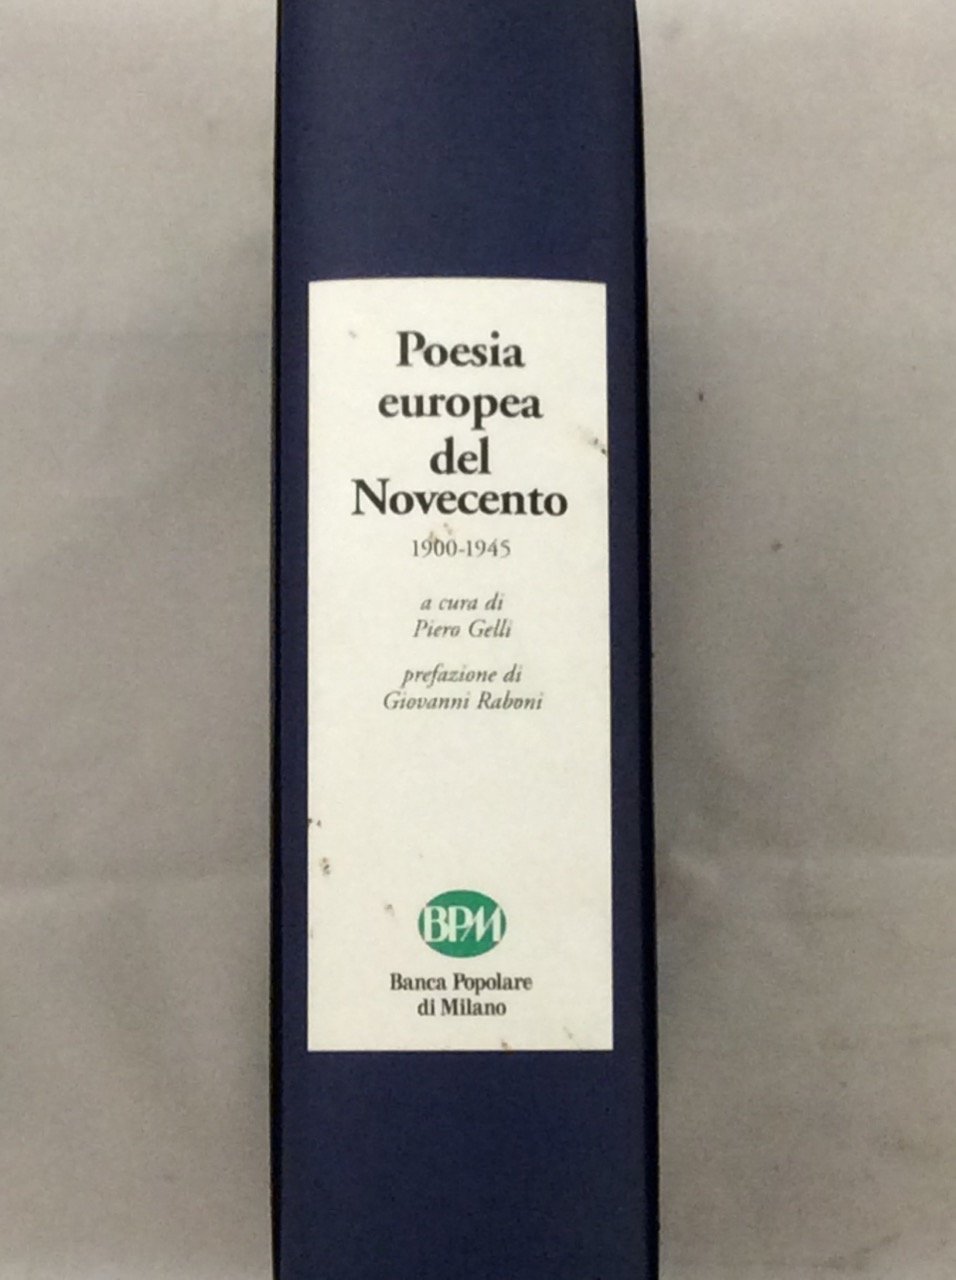 Poesia
europea
del
Novecento
1900-1945
a cura di
Piero Gelli
prefazione di
Giovanni Raboni
BPM
Banca Popolare
di Milano